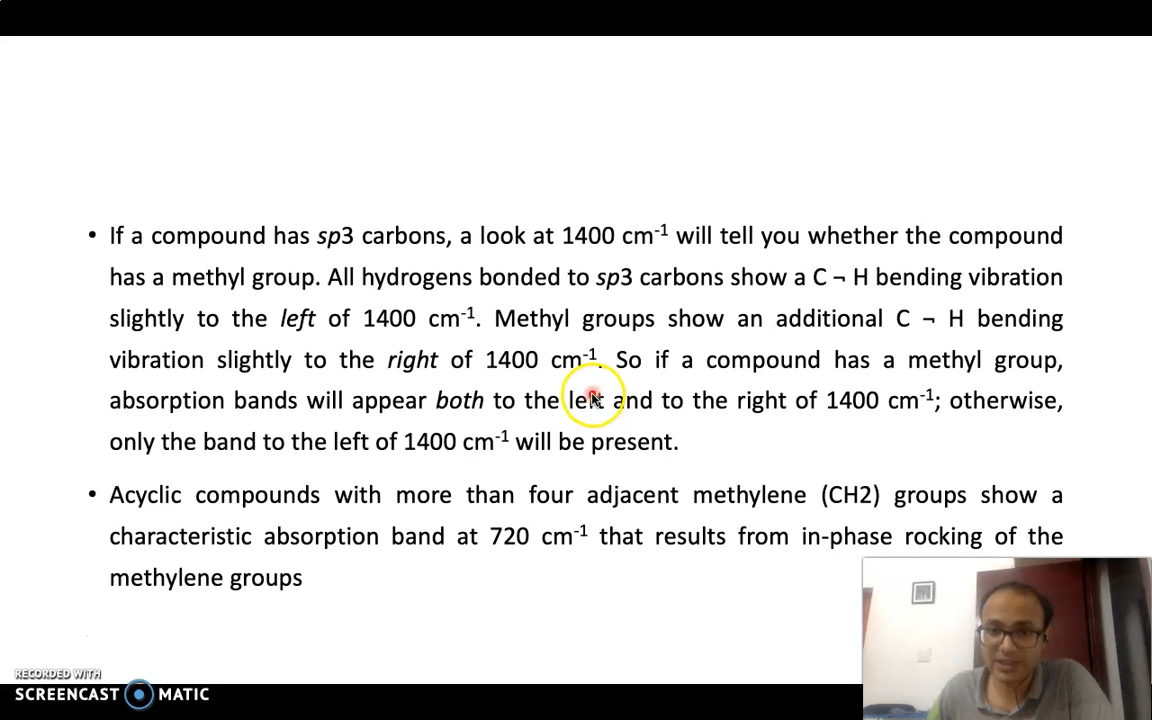 • If a compound has sp3 carbons, a look at 1400 cm-1 will tell you whether the compound
has a methyl group. All hydrogens bonded to sp3 carbons show a C ¬ H bending vibration
slightly to the left of 1400 cm-1. Methyl groups show an additional C ¬ H bending
vibration slightly to the right of 1400 cm-1. So if a compound has a methyl group,
absorption bands will appear both to the left and to the right of 1400 cm-1; otherwise,
only the band to the left of 1400 cm-1 will be present.
• Acyclic compounds with more than four adjacent methylene (CH2) groups show a
characteristic absorption band at 720 cm-1 that results from in-phase rocking of the
methylene groups
RECORDED WITH
SCREENCAST MATIC